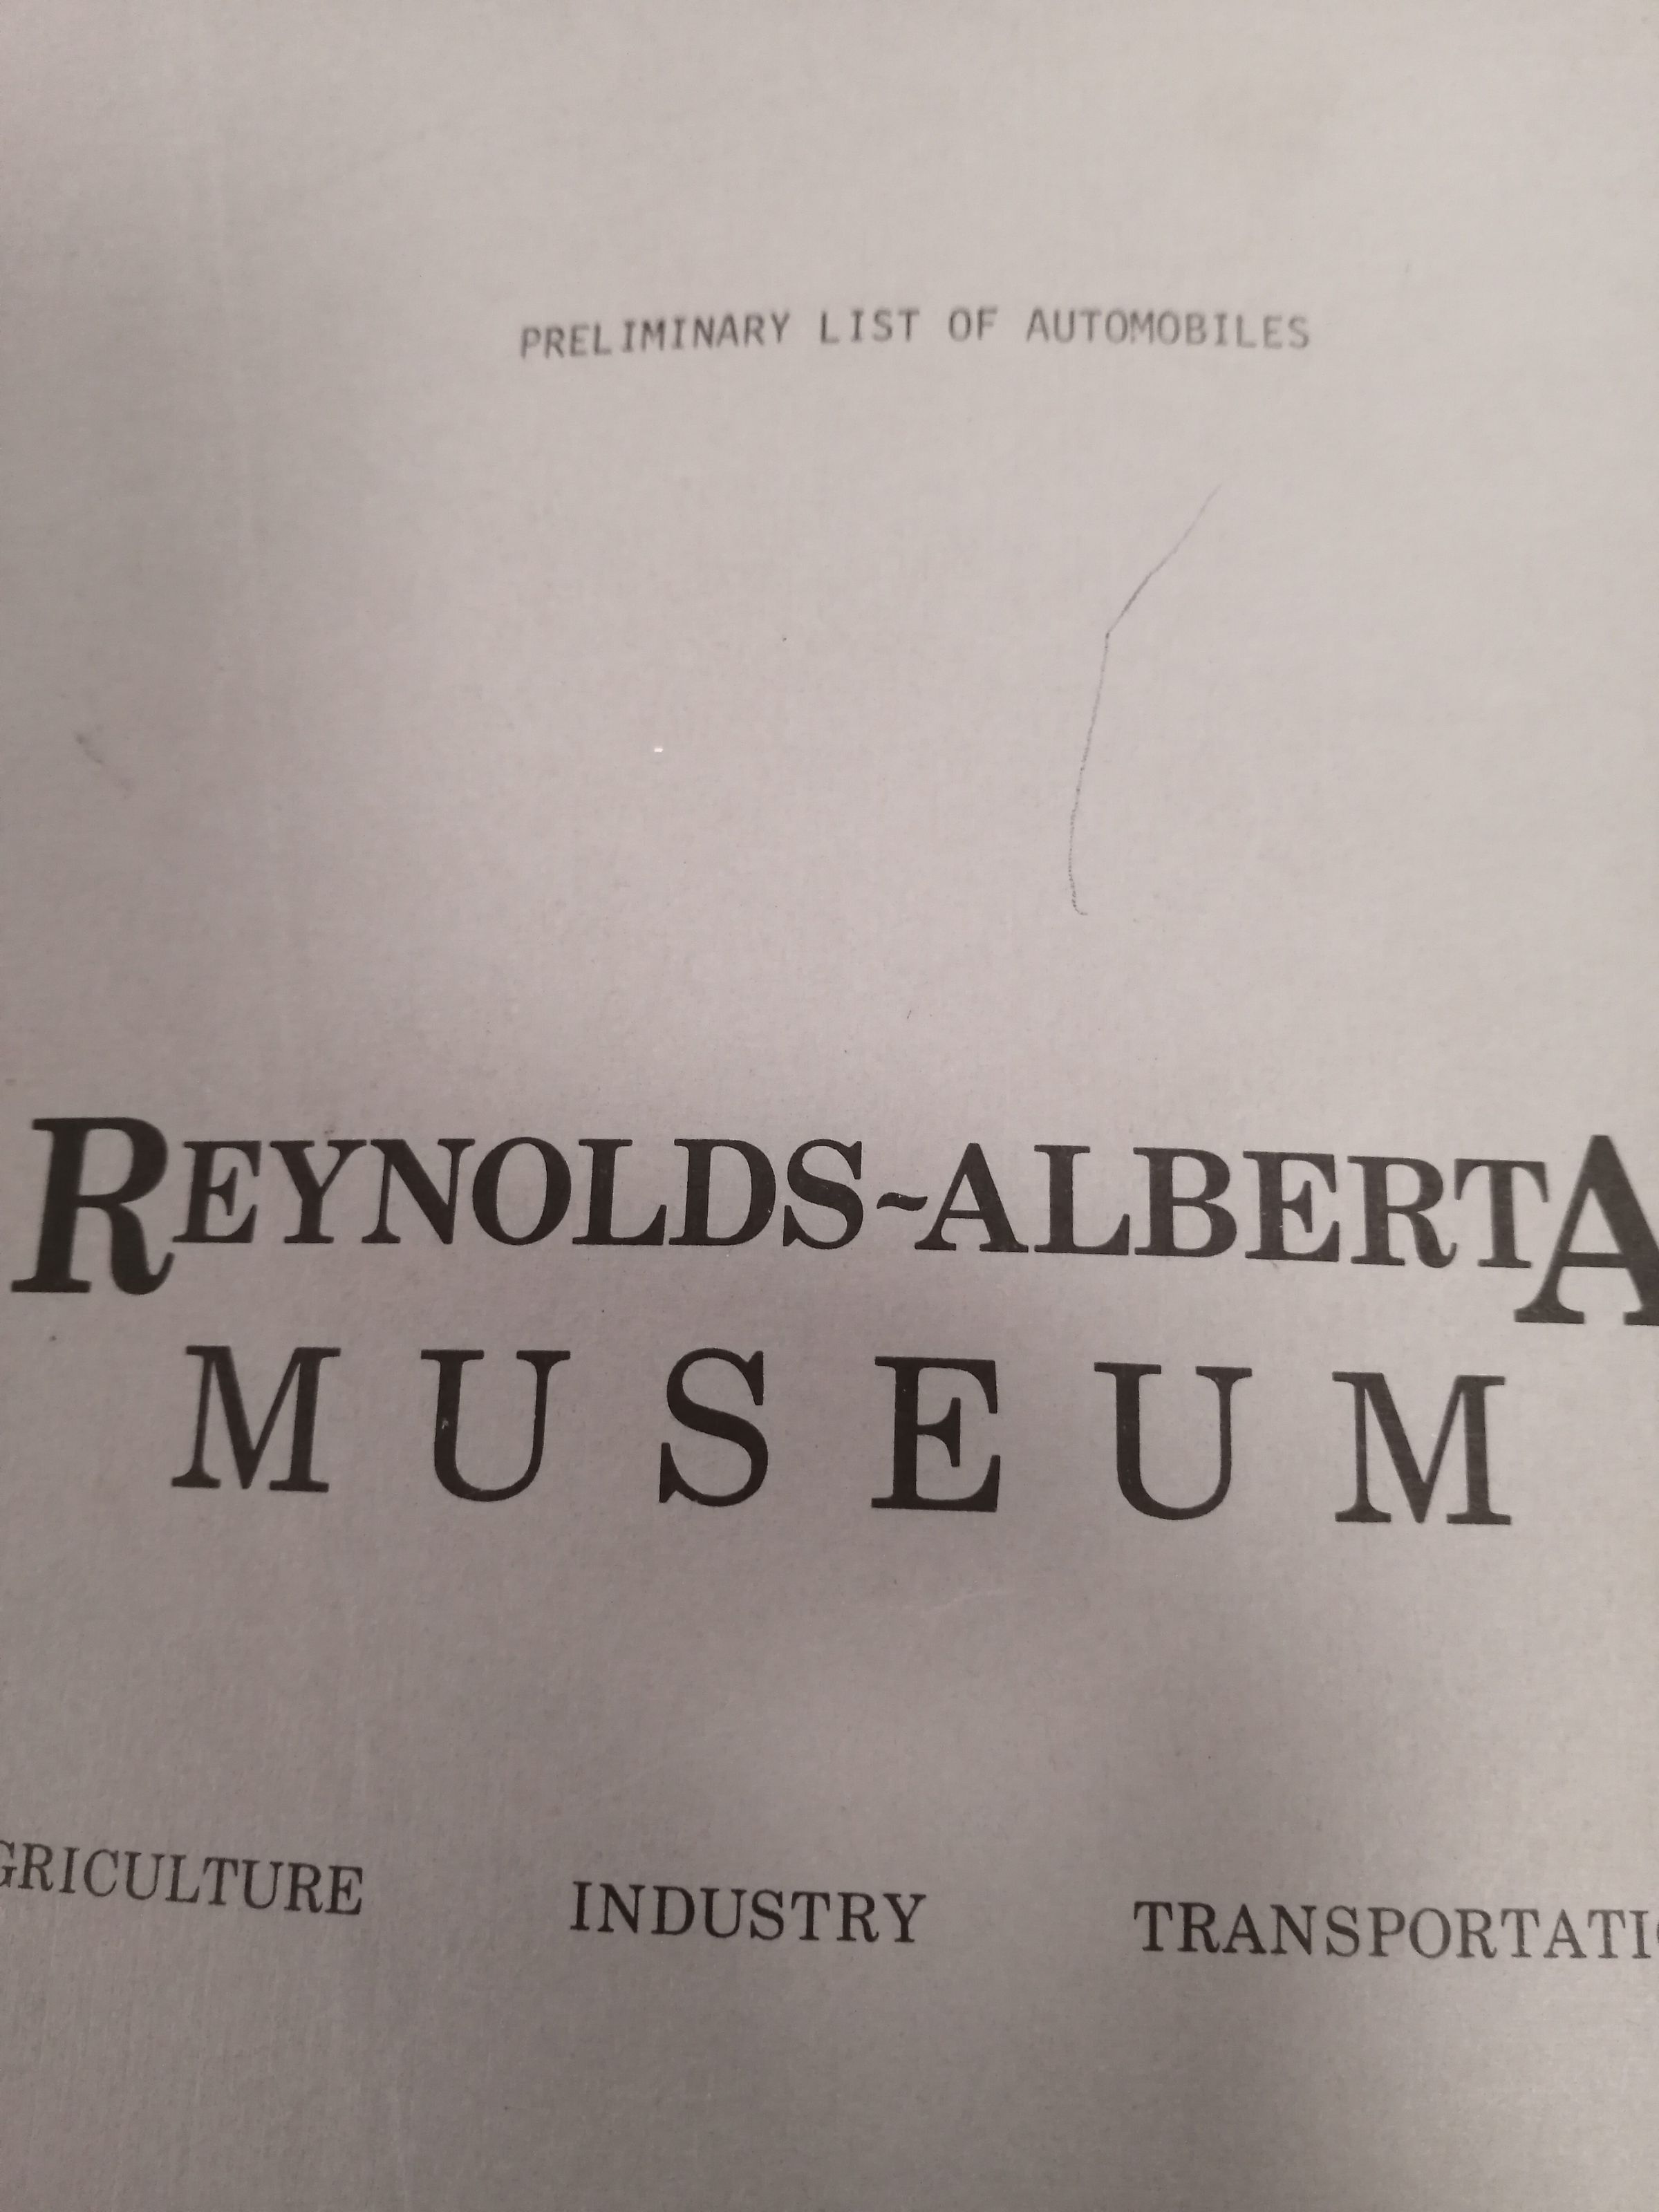 PRELIMINARY LIST OF AUTOMOBILES
REYNOLDS~ALBERTA
MUSEUM
GRICULTURE INDUSTRY TRANSPORTATI